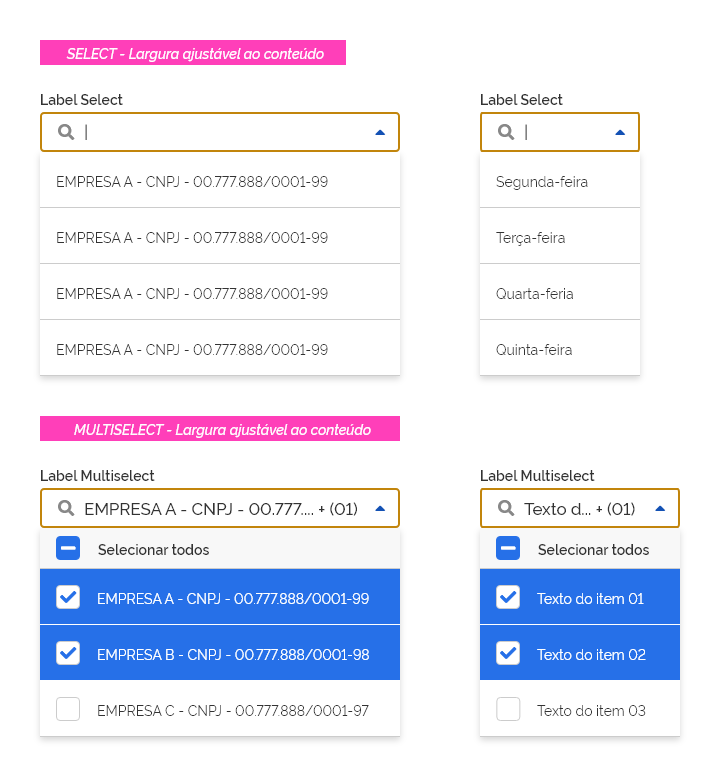 SELECT - Largura ajustável ao conteúdo
Label Select
EMPRESA A - CNPJ - 00.777.888/0001-99
EMPRESA A - CNPJ - 00.777.888/0001-99
EMPRESA A - CNPJ - 00.777.888/0001-99
EMPRESA A - CNPJ - 00.777.888/0001-99
Label Select
Segunda-feira
Terça-feira
Quarta-feria
Quinta-feira
MULTISELECT - Largura ajustável ao conteúdo
Label Multiselect
EMPRESA A - CNPJ - 00.777.... + (01)
Selecionar todos
EMPRESA A - CNPJ - 00.777.888/0001-99
EMPRESA B - CNPJ - 00.777.888/0001-98
EMPRESA C - CNPJ - 00.777.888/0001-97
Label Multiselect
Texto d... + (01)
Selecionar todos
Texto do item 01
Texto do item 02
Texto do item 03